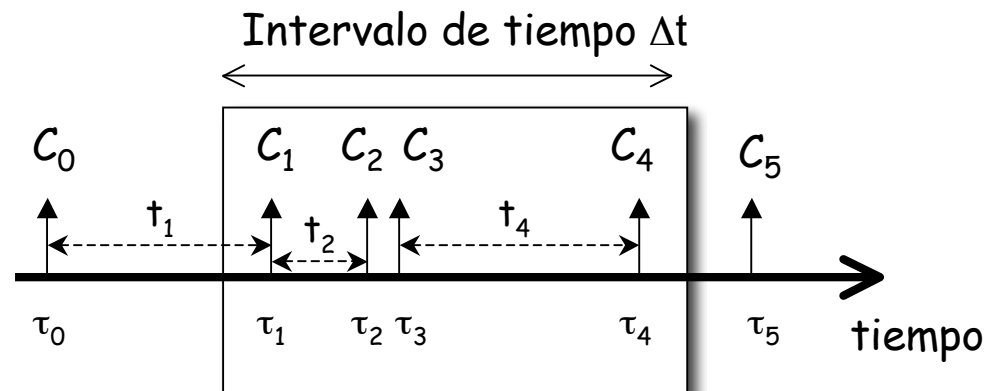 Intervalo de tiempo Δt
C₀ C₁ C₂ C₃ C₄ C₅
t₁ t₂ t₄
τ₀ τ₁ τ₂ τ₃ τ₄ τ₅ tiempo